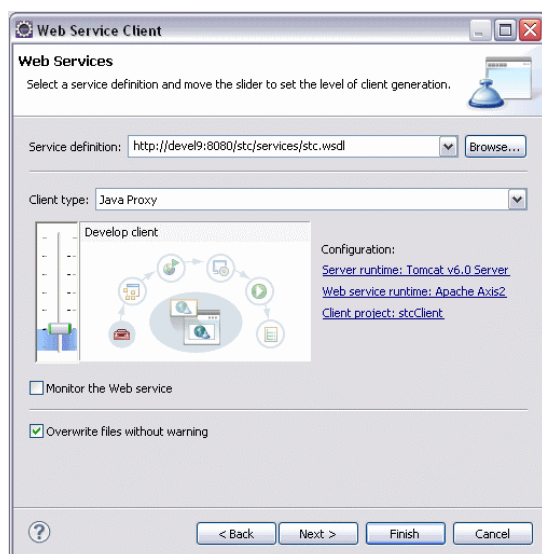 Web Service Client
Web Services
Select a service definition and move the slider to set the level of client generation.
Service definition: http://devel9:8080/stc/services/stc.wsdl Browse...
Client type: Java Proxy
Develop client
Configuration:
Server runtime: Tomcat v6.0 Server
Web service runtime: Apache Axis2
Client project: stcClient
Monitor the Web service
Overwrite files without warning
? < Back Next > Finish Cancel